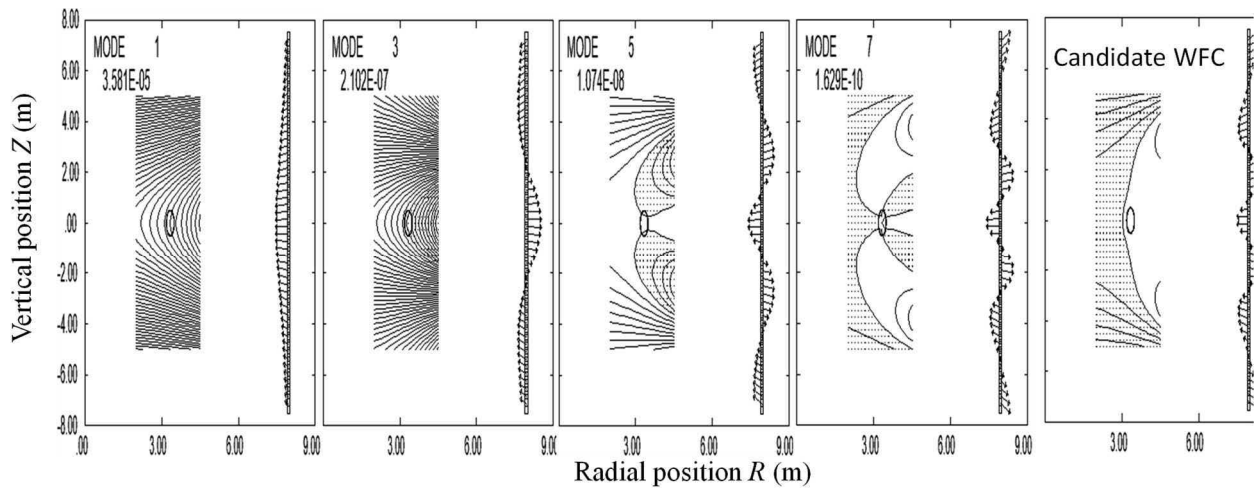 8.00
6.00
4.00
2.00
.00
-2.00
-4.00
-6.00
-8.00
Vertical position Z (m)
MODE 1
3.581E-05
MODE 3
2.102E-07
MODE 5
1.074E-08
MODE 7
1.629E-10
Candidate WFC
.00 3.00 6.00 9.00
3.00 6.00 9.00
3.00 6.00 9.00
3.00 6.00 9.00
3.00 6.00
Radial position R (m)